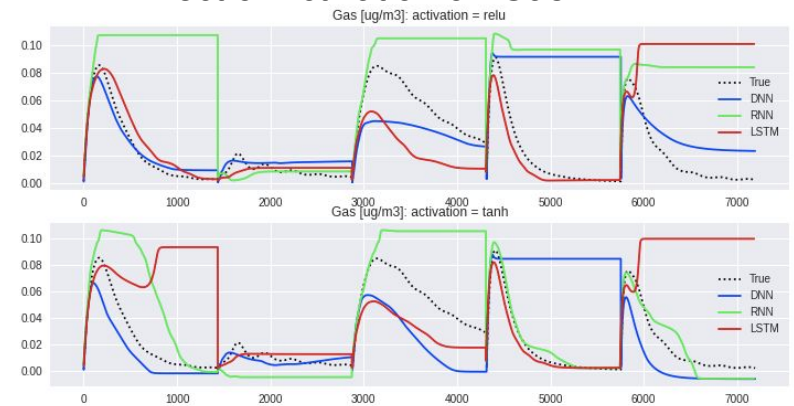 Gas [ug/m3]: activation = relu
0.10
0.08
0.06
0.04
0.02
0.00
True
DNN
RNN
LSTM
0 1000 2000 3000 4000 5000 6000 7000
Gas [ug/m3]: activation = tanh
0.10
0.08
0.06
0.04
0.02
0.00
True
DNN
RNN
LSTM
0 1000 2000 3000 4000 5000 6000 7000